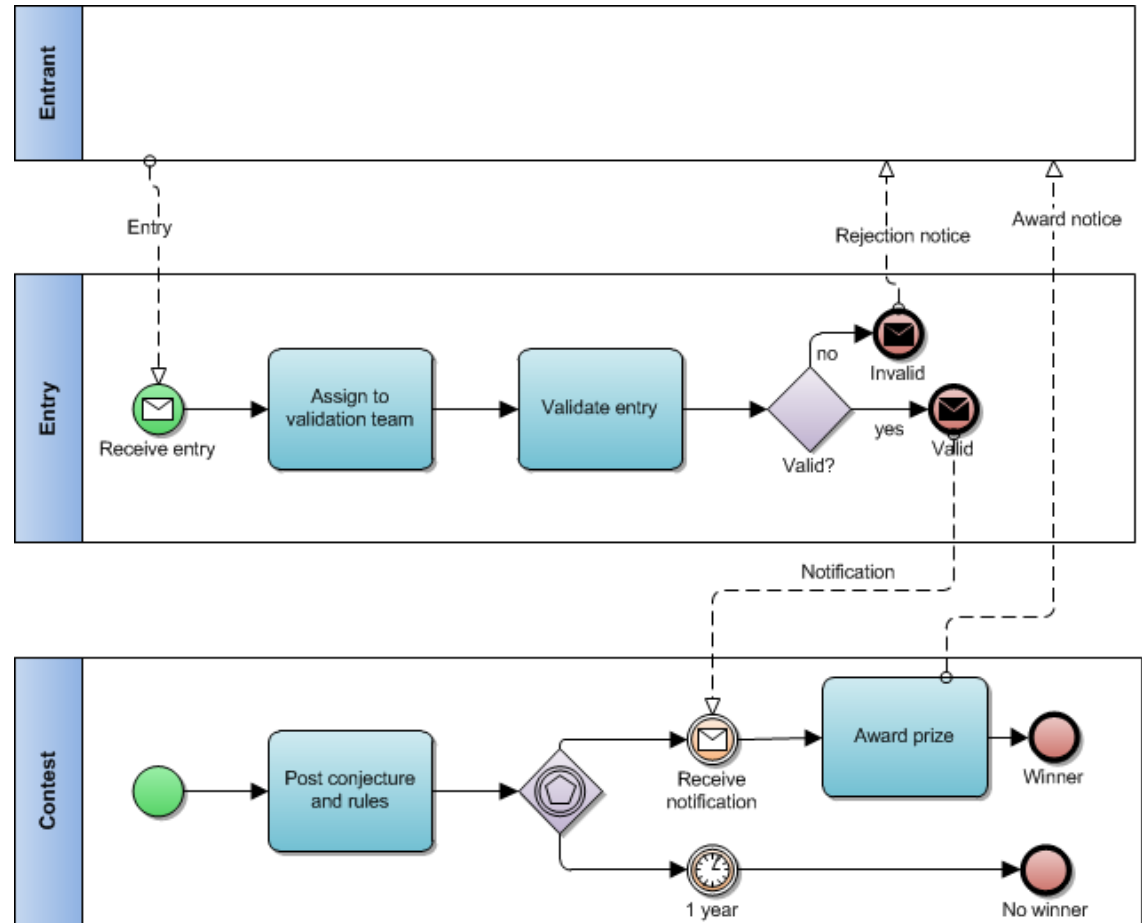 Entrant
Entry
Rejection notice
Award notice
Entry
Receive entry
Assign to
validation team
Validate entry
Valid?
no
Invalid
yes
Valid
Notification
Contest
Post conjecture
and rules
Receive
notification
Award prize
Winner
1 year
No winner